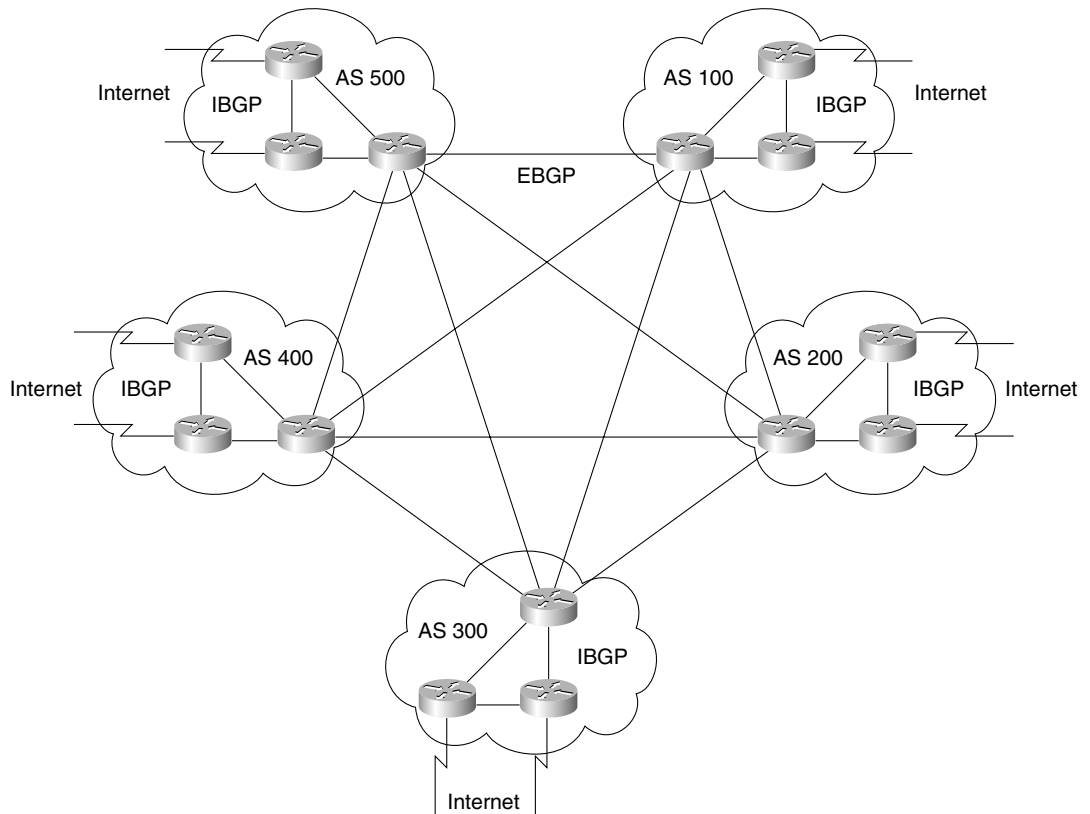 AS 500
AS 100
Internet
IBGP
IBGP
Internet
EBGP
AS 400
AS 200
Internet
IBGP
IBGP
Internet
AS 300
IBGP
Internet